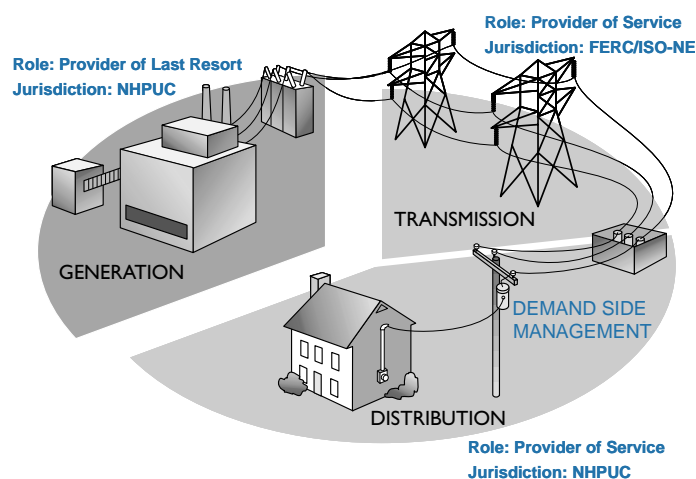 Role: Provider of Service
Jurisdiction: FERC/ISO-NE
Role: Provider of Last Resort
Jurisdiction: NHPUC
TRANSMISSION
GENERATION
DEMAND SIDE
MANAGEMENT
DISTRIBUTION
Role: Provider of Service
Jurisdiction: NHPUC